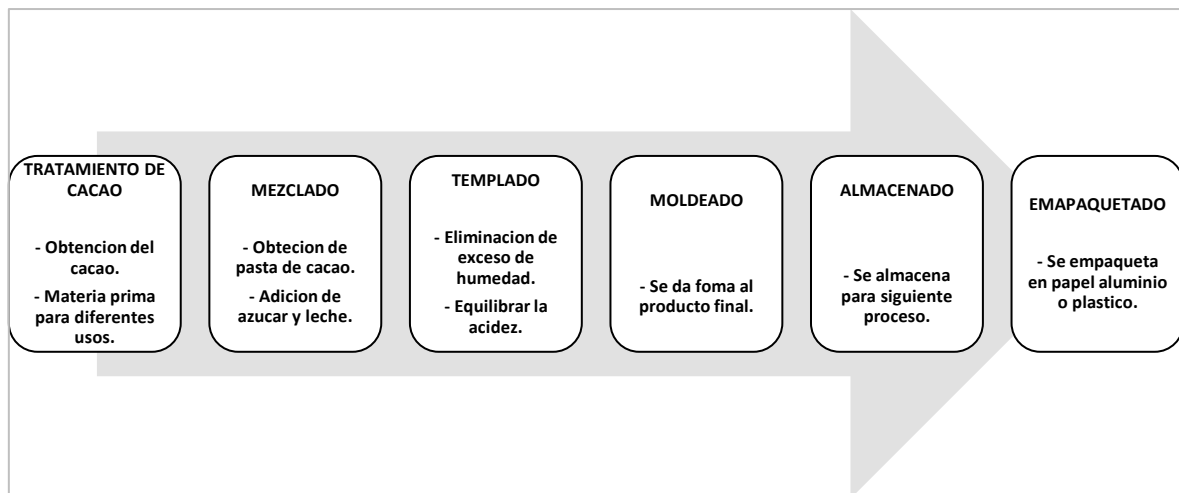 TRATAMIENTO DE
CACAO
- Obtencion del
cacao.
- Materia prima
para diferentes
usos.
MEZCLADO
- Obtecion de
pasta de cacao.
- Adicion de
azucar y leche.
TEMPLADO
- Eliminacion de
exceso de
humedad.
- Equilibrar la
acidez.
MOLDEADO
- Se da foma al
producto final.
ALMACENADO
- Se almacena
para siguiente
proceso.
EMAPAQUETADO
- Se empaqueta
en papel aluminio
o plastico.